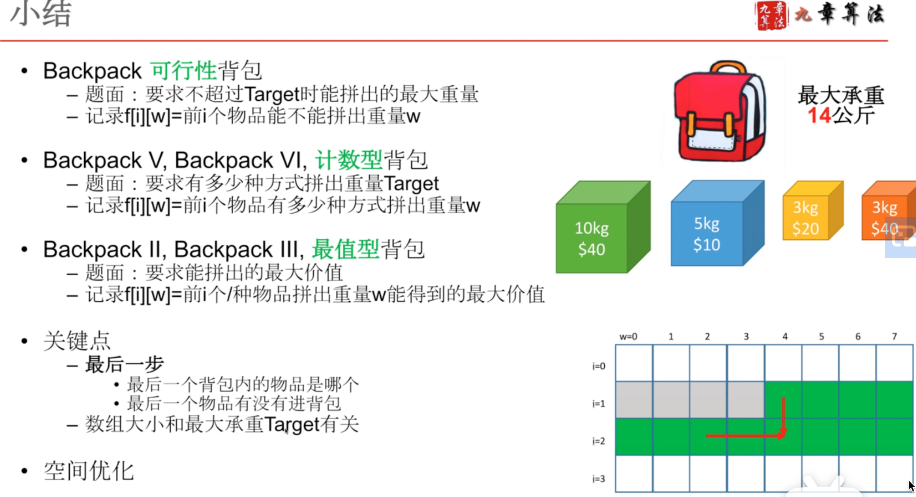 小结
九章算法
九章算法
• Backpack 可行性背包
– 题面：要求不超过Target时能拼出的最大重量
– 记录f[i][w]=前i个物品能不能拼出重量w
• Backpack V, Backpack VI, 计数型背包
– 题面：要求有多少种方式拼出重量Target
– 记录f[i][w]=前i个物品有多少种方式拼出重量w
• Backpack II, Backpack III, 最值型背包
– 题面：要求能拼出的最大价值
– 记录f[i][w]=前i个/种物品拼出重量w能得到的最大价值
• 关键点
– 最后一步
• 最后一个背包内的物品是哪个
• 最后一个物品有没有进背包
– 数组大小和最大承重Target有关
• 空间优化
最大承重
14公斤
10kg
$40
5kg
$10
3kg
$20
3kg
$40
w=0 1 2 3 4 5 6 7
i=0
i=1
i=2
i=3